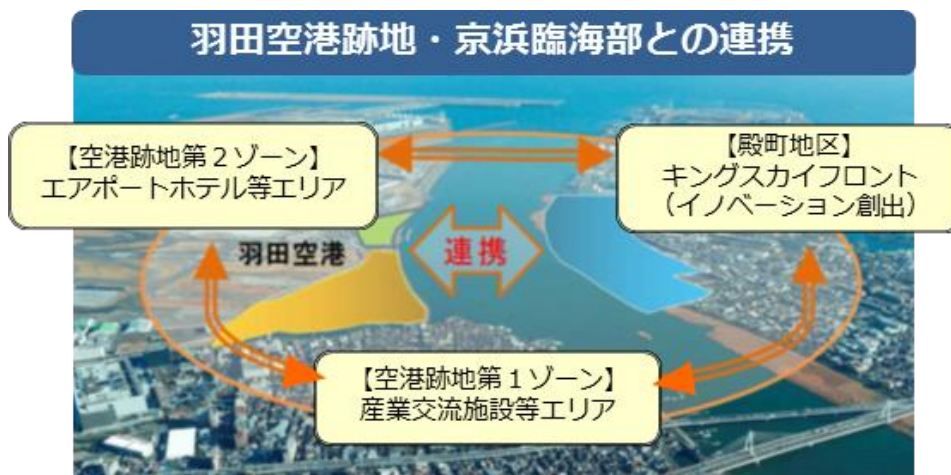 羽田空港跡地・京浜臨海部との連携
【空港跡地第２ゾーン】
エアポートホテル等エリア
【殿町地区】
キングスカイフロント
（イノベーション創出）
羽田空港
連携
【空港跡地第１ゾーン】
産業交流施設等エリア